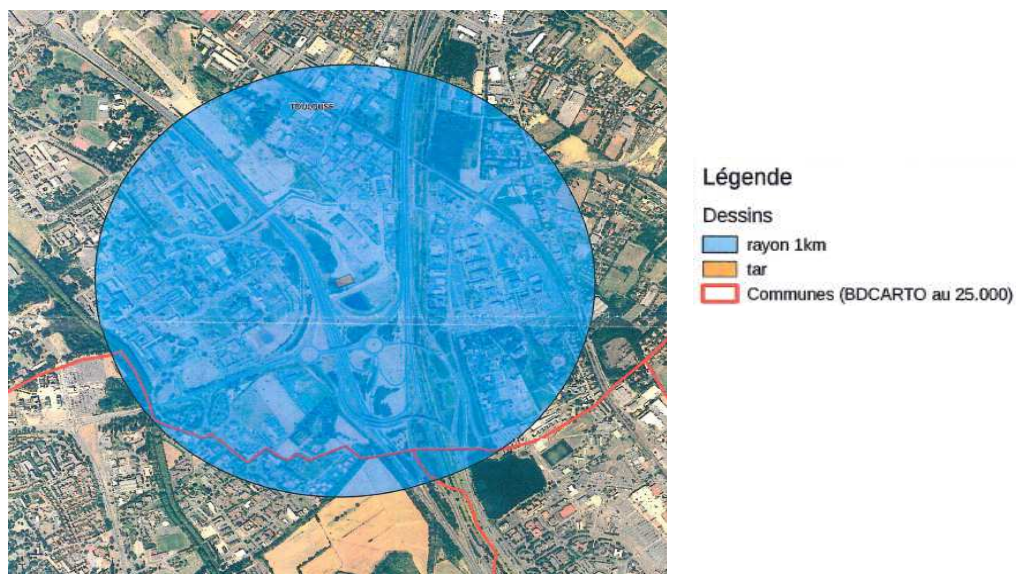 TOULOUSE
Légende
Dessins
rayon 1km
tar
Communes (BDCARTO au 25.000)